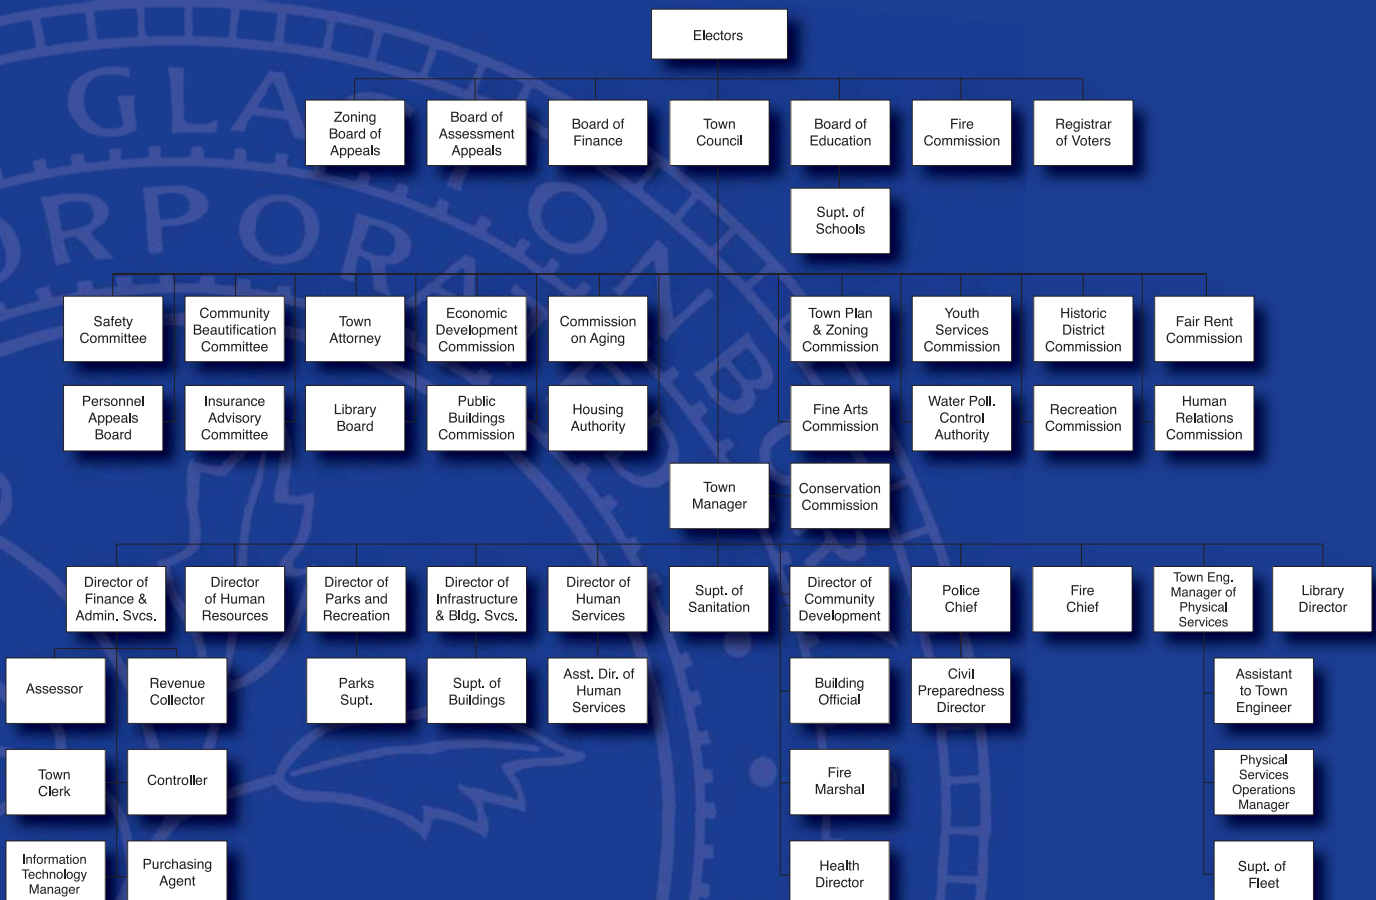 GLASTONBURY
INCORPORATED
Electors
Zoning
Board of
Appeals
Board of
Assessment
Appeals
Board of
Finance
Town
Council
Board of
Education
Fire
Commission
Registrar
of Voters
Supt. of
Schools
Safety
Committee
Community
Beautification
Committee
Town
Attorney
Economic
Development
Commission
Commission
on Aging
Town Plan
& Zoning
Commission
Youth
Services
Commission
Historic
District
Commission
Fair Rent
Commission
Personnel
Appeals
Board
Insurance
Advisory
Committee
Library
Board
Public
Buildings
Commission
Housing
Authority
Fine Arts
Commission
Water Poll.
Control
Authority
Recreation
Commission
Human
Relations
Commission
Town
Manager
Conservation
Commission
Director of
Finance &
Admin. Svcs.
Director
of Human
Resources
Director of
Parks and
Recreation
Director of
Infrastructure
& Bldg. Svcs.
Director of
Human
Services
Supt. of
Sanitation
Director of
Community
Development
Police
Chief
Fire
Chief
Town Eng.
Manager of
Physical
Services
Library
Director
Assessor
Revenue
Collector
Parks
Supt.
Supt. of
Buildings
Asst. Dir. of
Human
Services
Building
Official
Civil
Preparedness
Director
Assistant
to Town
Engineer
Town
Clerk
Controller
Fire
Marshal
Physical
Services
Operations
Manager
Information
Technology
Manager
Purchasing
Agent
Health
Director
Supt. of
Fleet